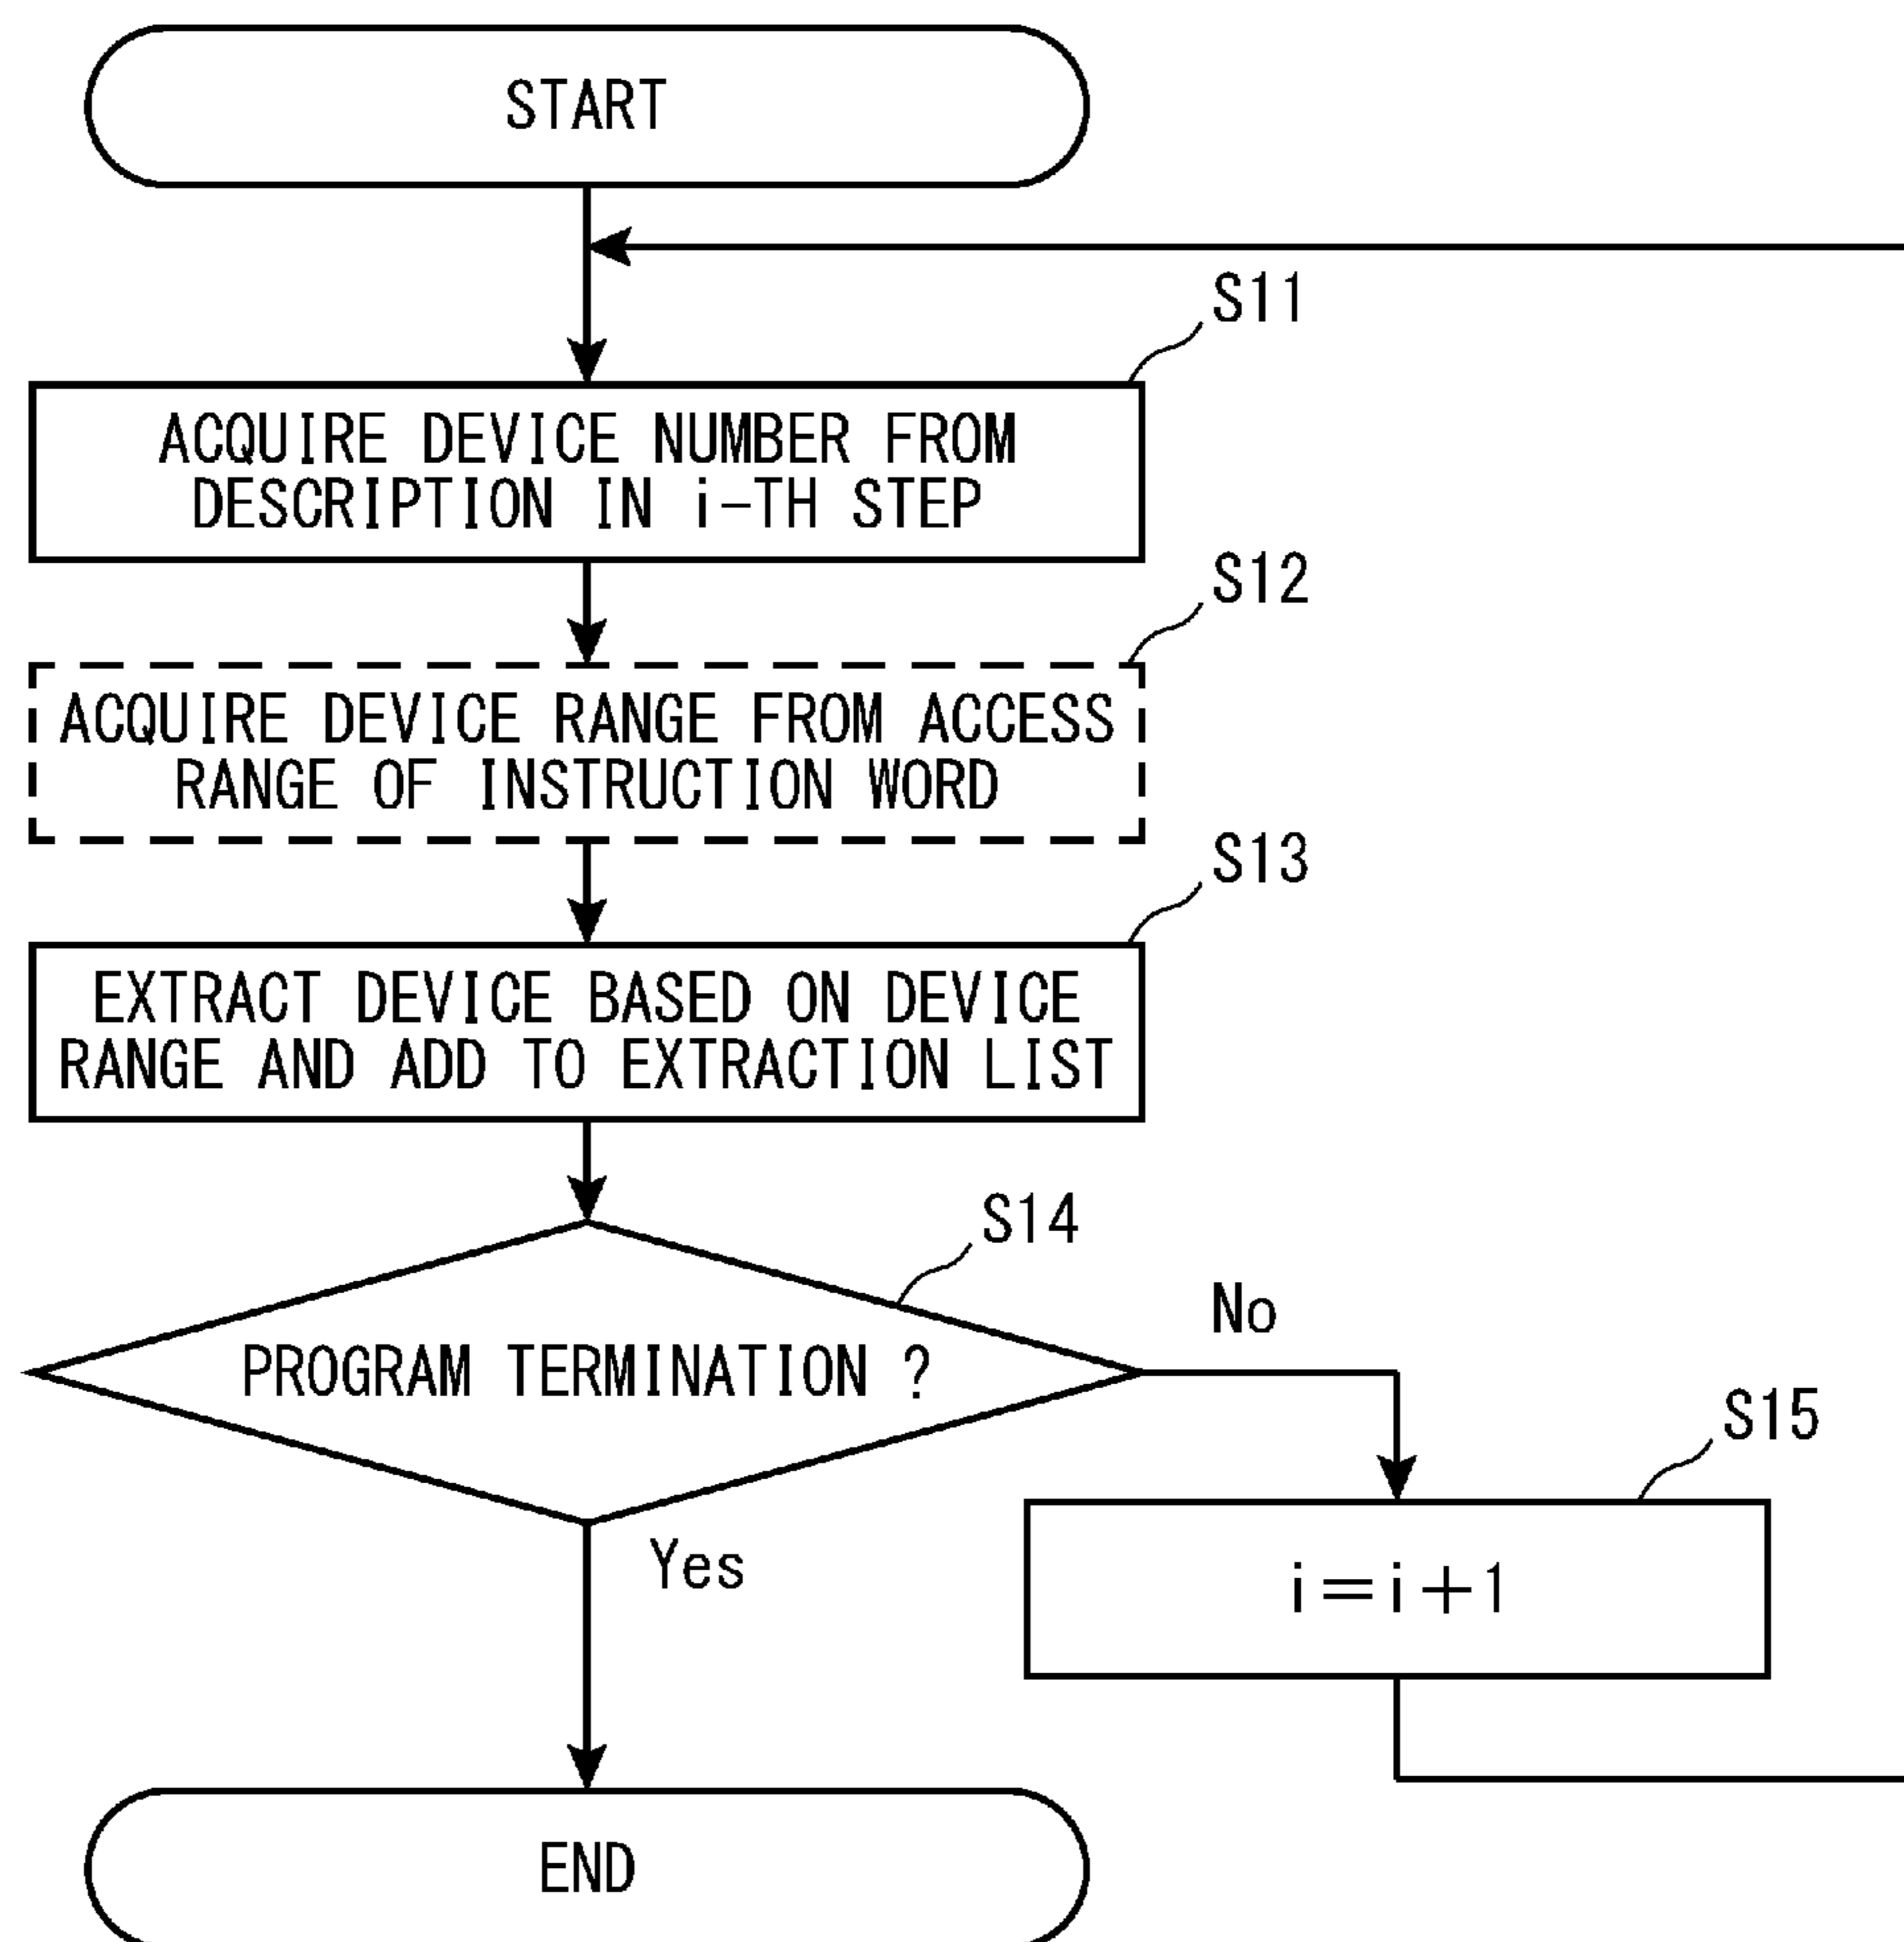 START
S11
ACQUIRE DEVICE NUMBER FROM
DESCRIPTION IN i-TH STEP
S12
ACQUIRE DEVICE RANGE FROM ACCESS
RANGE OF INSTRUCTION WORD
S13
EXTRACT DEVICE BASED ON DEVICE
RANGE AND ADD TO EXTRACTION LIST
S14
PROGRAM TERMINATION ?
No
S15
Yes
i=i+1
END